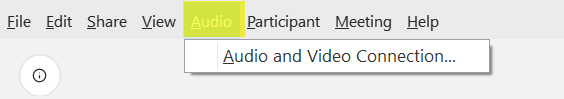 File Edit Share View Audio Participant Meeting Help
Audio and Video Connection...